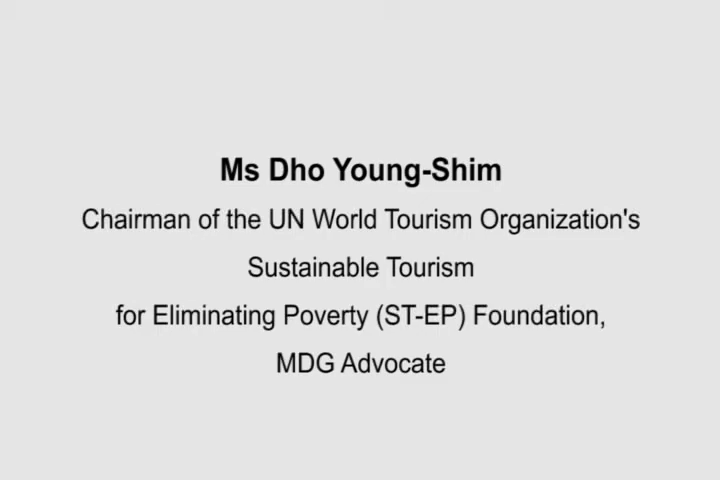 Ms Dho Young-Shim
Chairman of the UN World Tourism Organization's
Sustainable Tourism
for Eliminating Poverty (ST-EP) Foundation,
MDG Advocate